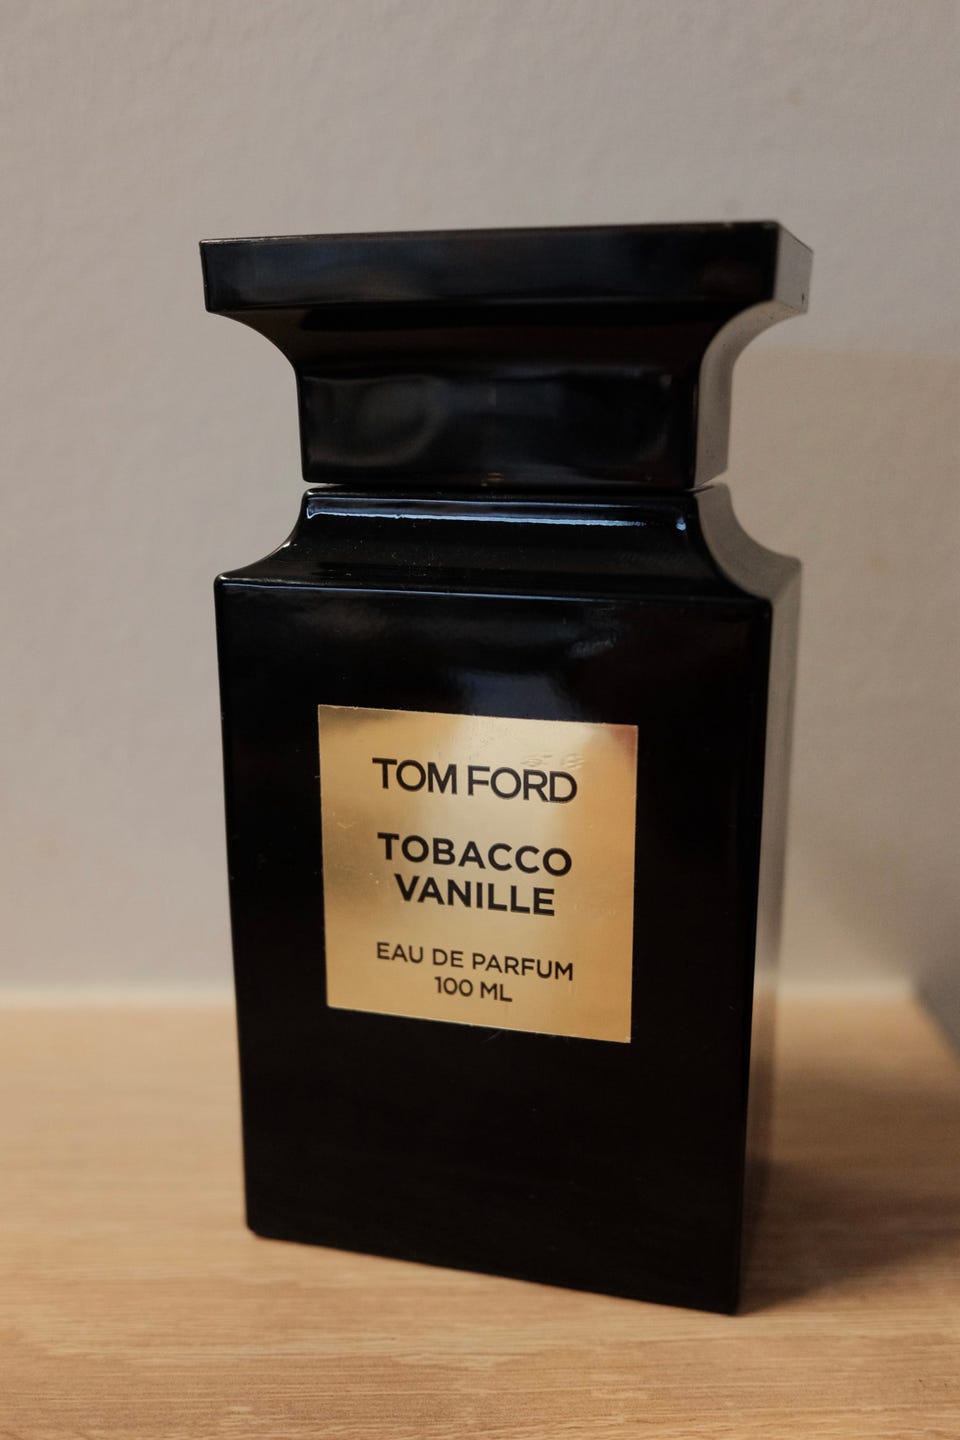 TOM FORD
TOBACCO
VANILLE
EAU DE PARFUM
100 ML